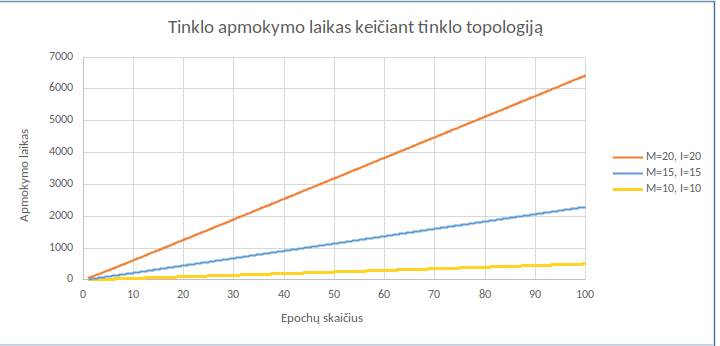 Tinklo apmokymo laikas keičiant tinklo topologiją
Apmokymo laikas
7000
6000
5000
4000
3000
2000
1000
0
0 10 20 30 40 50 60 70 80 90 100
Epochų skaičius
M=20, I=20
M=15, I=15
M=10, I=10